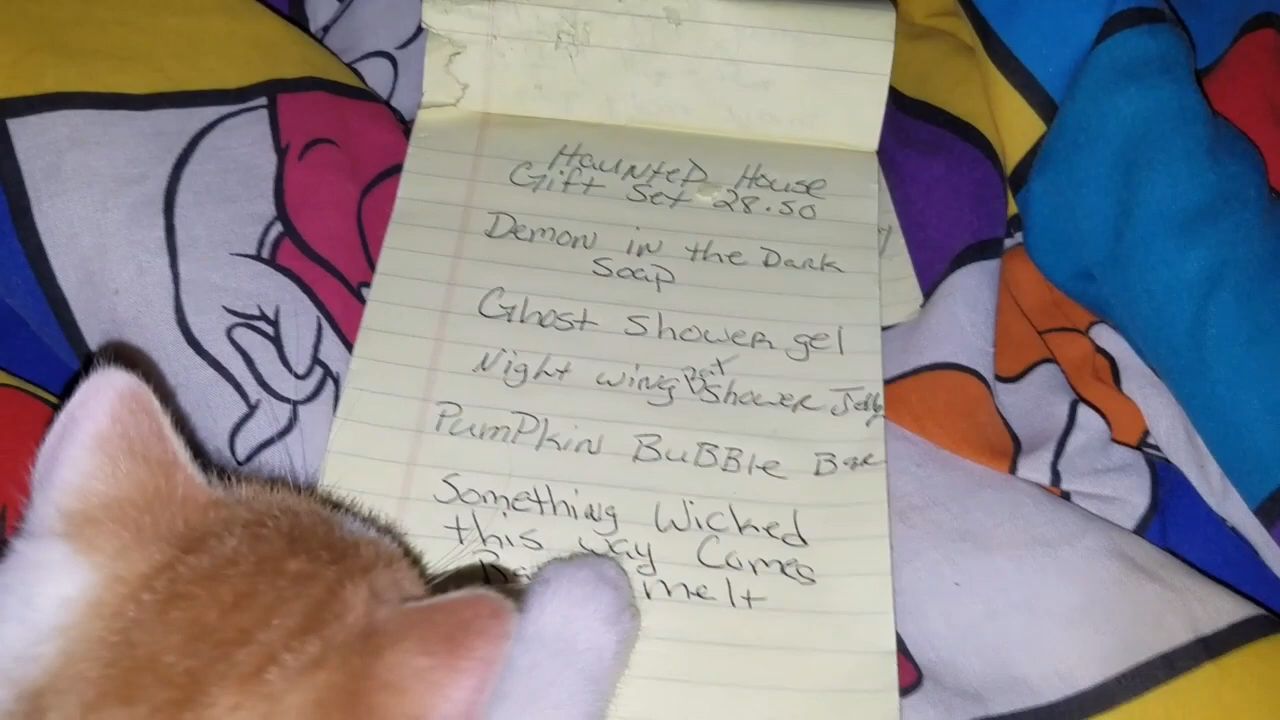 Haunted House
Gift Set 28.50
Demon in the Dark
Soap
Ghost Shower gel
Night wing Bat Shower Jelly
Pumpkin Bubble Bar
Something Wicked
this way Comes
melt